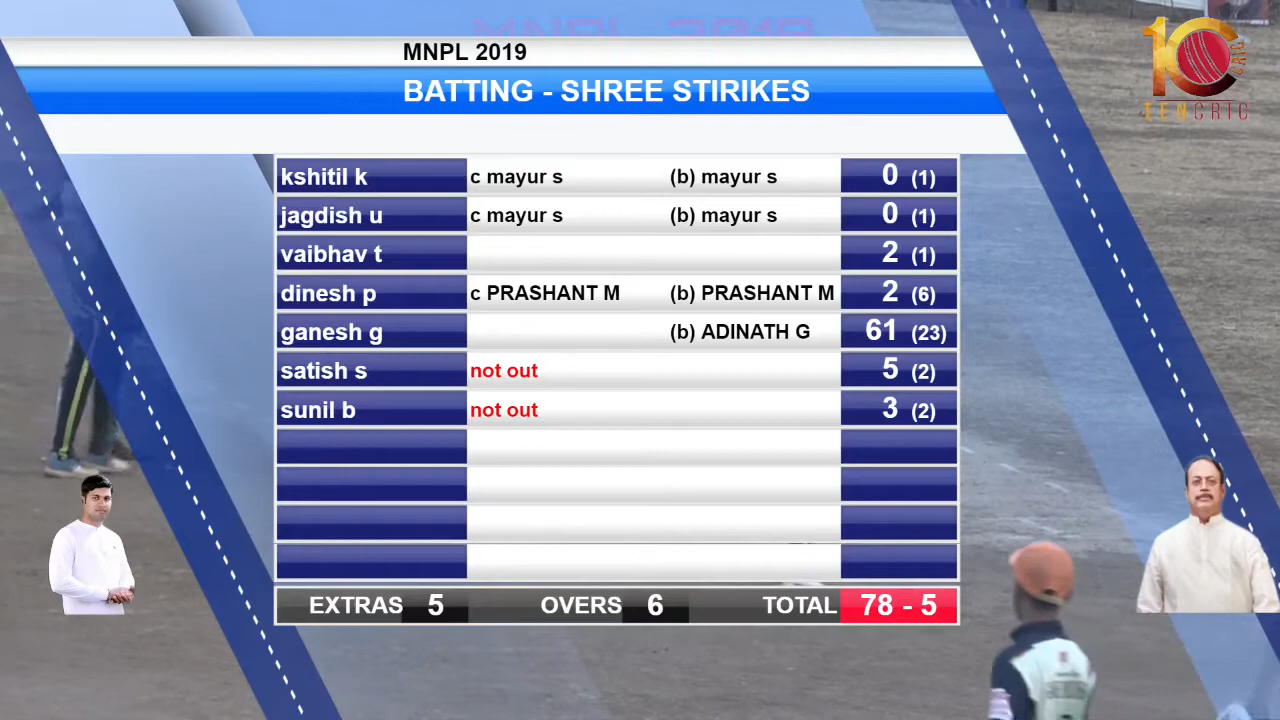 MNPL 2019
BATTING - SHREE STIRIKES
kshitil k c mayur s (b) mayur s 0 (1)
jagdish u c mayur s (b) mayur s 0 (1)
vaibhav t 2 (1)
dinesh p c PRASHANT M (b) PRASHANT M 2 (6)
ganesh g (b) ADINATH G 61 (23)
satish s not out 5 (2)
sunil b not out 3 (2)
EXTRAS 5 OVERS 6 TOTAL 78 - 5
10
CRIC
TENCRIC